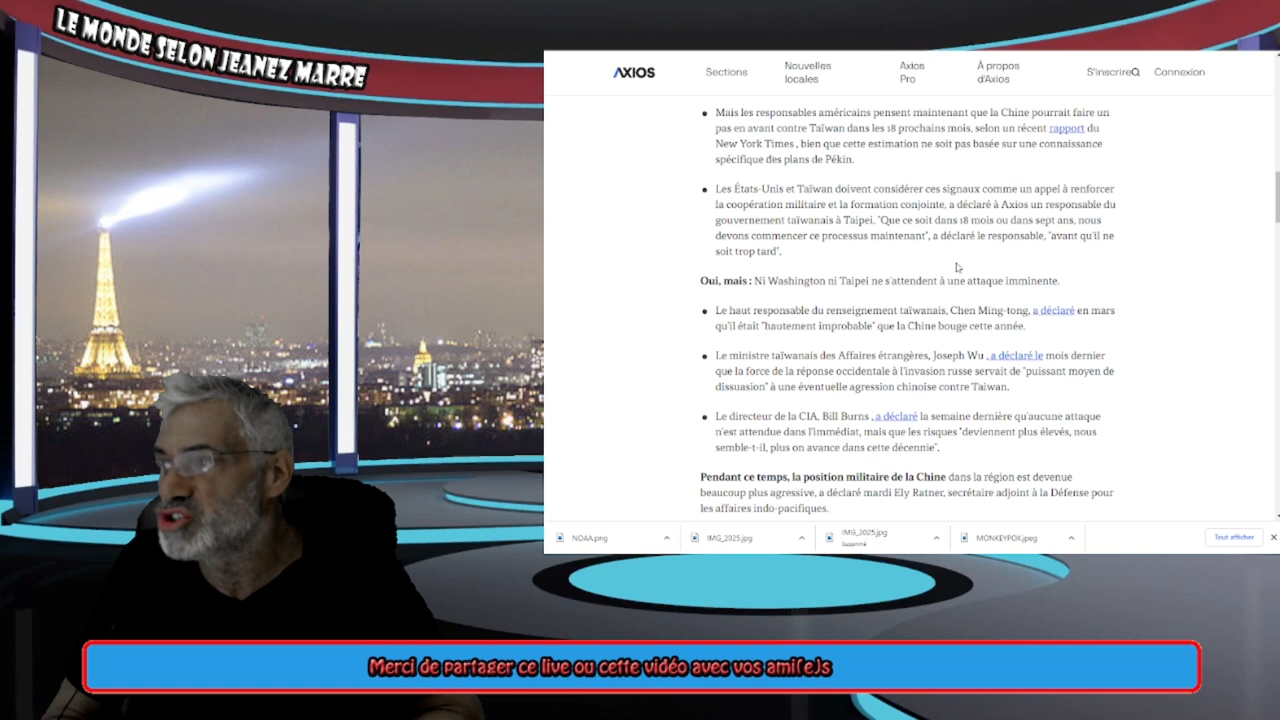 LE MONDE SELON JEANEZ MARRE
AXIOS
Sections
Nouvelles
locales
Axios
Pro
À propos
d'Axios
S'inscrire
Connexion
Mais les responsables américains pensent maintenant que la Chine pourrait faire un
pas en avant contre Taïwan dans les 18 prochains mois, selon un récent rapport du
New York Times , bien que cette estimation ne soit pas basée sur une connaissance
spécifique des plans de Pékin.
Les États-Unis et Taïwan doivent considérer ces signaux comme un appel à renforcer
la coopération militaire et la formation conjointe, a déclaré à Axios un responsable du
gouvernement taïwanais à Taipei. "Que ce soit dans 18 mois ou dans sept ans, nous
devons commencer ce processus maintenant", a déclaré le responsable, "avant qu'il ne
soit trop tard".
Oui, mais : Ni Washington ni Taipei ne s'attendent à une attaque imminente.
Le haut responsable du renseignement taïwanais, Chen Ming-tong, a déclaré en mars
qu'il était "hautement improbable" que la Chine bouge cette année.
Le ministre taïwanais des Affaires étrangères, Joseph Wu , a déclaré le mois dernier
que la force de la réponse occidentale à l'invasion russe servait de "puissant moyen de
dissuasion" à une éventuelle agression chinoise contre Taiwan.
Le directeur de la CIA, Bill Burns , a déclaré la semaine dernière qu'aucune attaque
n'est attendue dans l'immédiat, mais que les risques "deviennent plus élevés, nous
semble-t-il, plus on avance dans cette décennie".
Pendant ce temps, la position militaire de la Chine dans la région est devenue
beaucoup plus agressive, a déclaré mardi Ely Ratner, secrétaire adjoint à la Défense pour
les affaires indo-pacifiques.
NOAA.png
IMG_2025.jpg
IMG_2025.jpg
Supprimé
MONKEYPOX.jpeg
Tout afficher
Merci de partager ce live ou cette vidéo avec vos ami(e)s